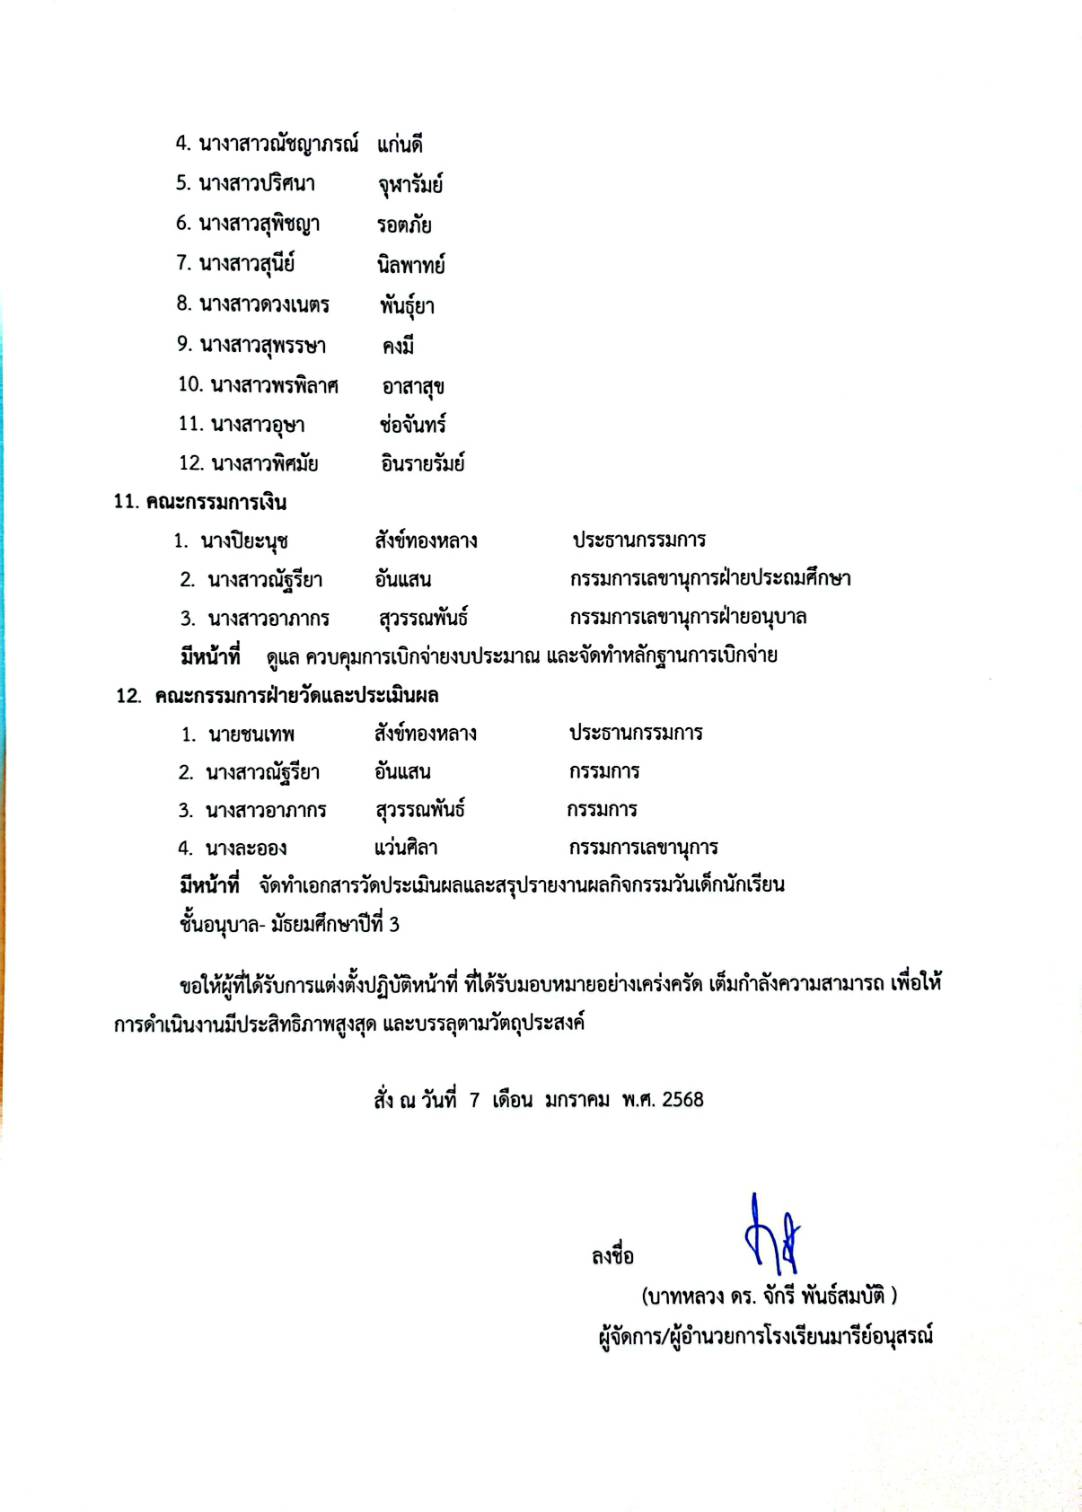 4. นางาสาวณัชญาภรณ์ แก่นดี
5. นางสาวปริศนา จุฬารัมย์
6. นางสาวสุพิชญา รอตภัย
7. นางสาวสุนีย์ นิลพาทย์
8. นางสาวดวงเนตร พันธุ์ยา
9. นางสาวสุพรรษา คงมี
10. นางสาวพรพิลาศ อาสาสุข
11. นางสาวอุษา ช่อจันทร์
12. นางสาวพิศมัย อินรายรัมย์
11. คณะกรรมการเงิน
1. นางปิยะนุช สังข์ทองหลาง ประธานกรรมการ
2. นางสาวณัฐรียา อันแสน กรรมการเลขานุการฝ่ายประถมศึกษา
3. นางสาวอาภากร สุวรรณพันธ์ กรรมการเลขานุการฝ่ายอนุบาล
มีหน้าที่ ดูแล ควบคุมการเบิกจ่ายงบประมาณ และจัดทำหลักฐานการเบิกจ่าย
12. คณะกรรมการฝ่ายวัดและประเมินผล
1. นายชนเทพ สังข์ทองหลาง ประธานกรรมการ
2. นางสาวณัฐรียา อันแสน กรรมการ
3. นางสาวอาภากร สุวรรณพันธ์ กรรมการ
4. นางละออง แว่นศิลา กรรมการเลขานุการ
มีหน้าที่ จัดทำเอกสารวัดประเมินผลและสรุปรายงานผลกิจกรรมวันเด็กนักเรียน
ชั้นอนุบาล- มัธยมศึกษาปีที่ 3
ขอให้ผู้ที่ได้รับการแต่งตั้งปฏิบัติหน้าที่ ที่ได้รับมอบหมายอย่างเคร่งครัด เต็มกำลังความสามารถ เพื่อให้
การดำเนินงานมีประสิทธิภาพสูงสุด และบรรลุตามวัตถุประสงค์
สั่ง ณ วันที่ 7 เดือน มกราคม พ.ศ. 2568
ลงชื่อ
(บาทหลวง ดร. จักรี พันธ์สมบัติ )
ผู้จัดการ/ผู้อำนวยการโรงเรียนมารีย์อนุสรณ์